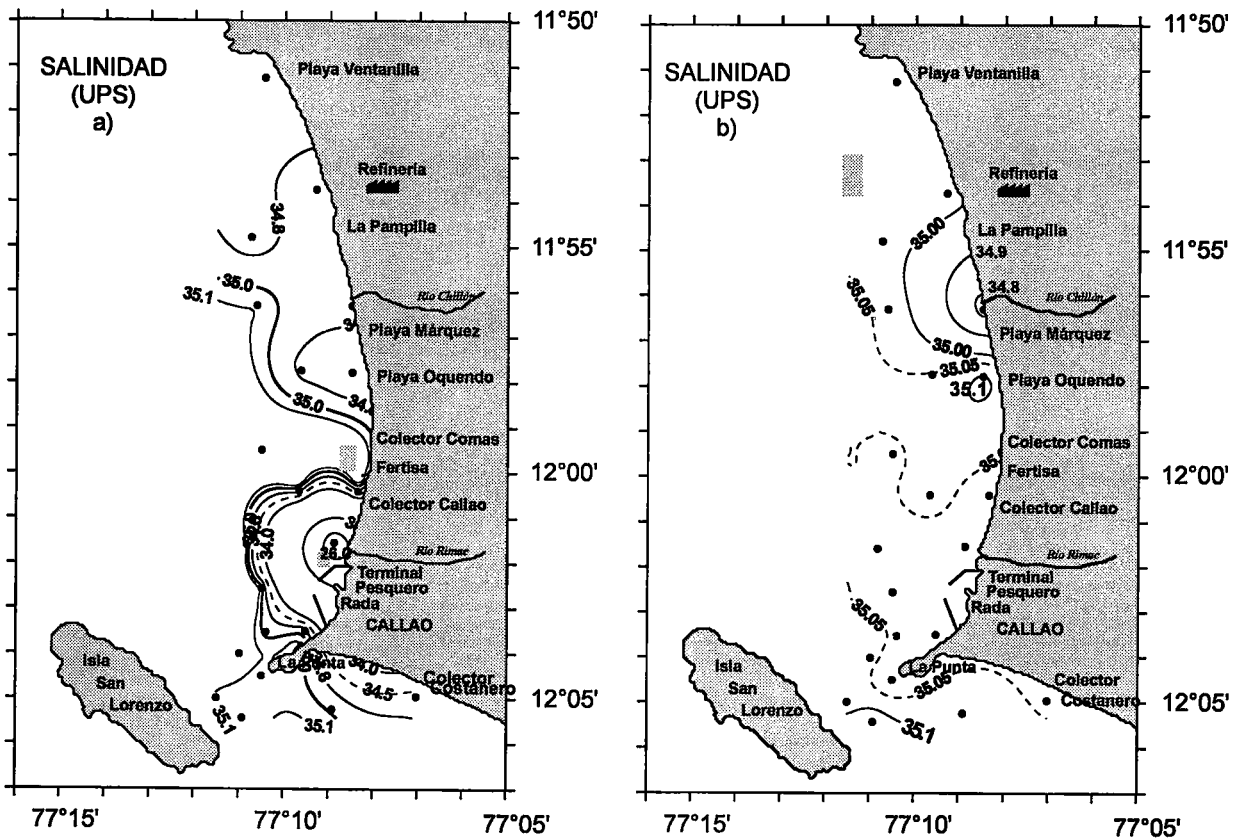 SALINIDAD
(UPS)
a)
Playa Ventanilla
Refinería
La Pampilla
34.8
35.0
35.1
Río Chillón
Playa Márquez
Playa Oquendo
35.0
Colector Comas
Fertisa
Colector Callao
34.0
26.0
Río Rimac
Terminal
Pesquero
Rada
CALLAO
La Punta
34.0
34.5
Colector
Costanero
Isla
San
Lorenzo
35.1
35.1
11°50'
11°55'
12°00'
12°05'
77°15'
77°10'
77°05'
SALINIDAD
(UPS)
b)
Playa Ventanilla
Refinería
La Pampilla
35.00
34.9
34.8
35.05
Río Chillón
Playa Márquez
35.00
35.05
Playa Oquendo
35.1
Colector Comas
Fertisa
Colector Callao
Río Rimac
Terminal
Pesquero
Rada
CALLAO
35.05
La Punta
35.05
Colector
Costanero
Isla
San
Lorenzo
35.1
11°50'
11°55'
12°00'
12°05'
77°15'
77°10'
77°05'